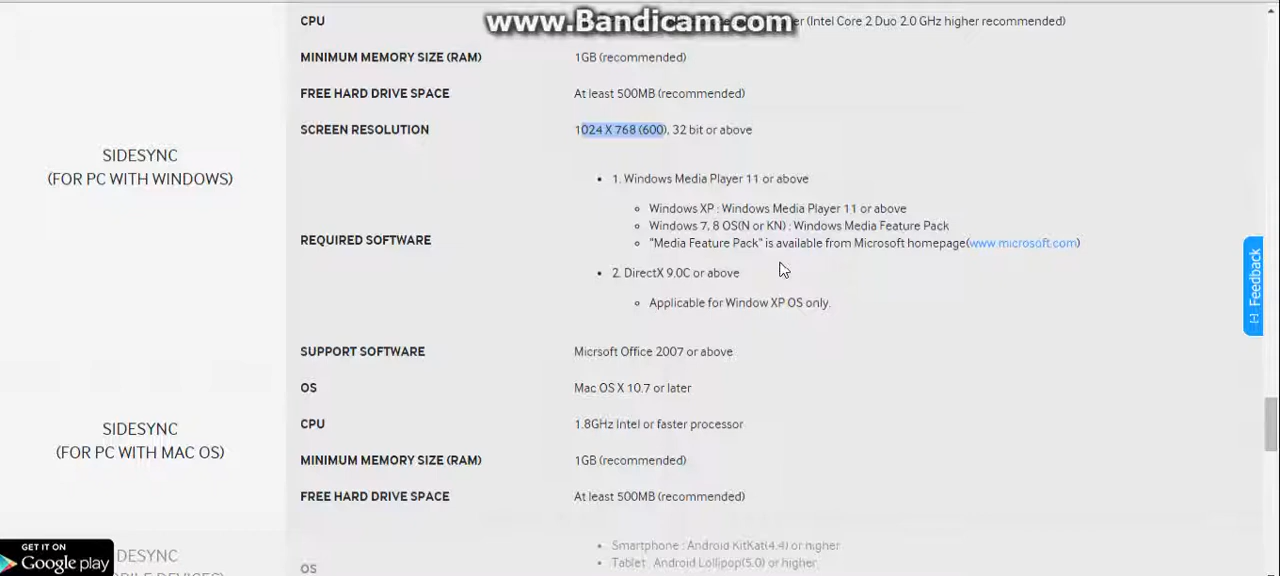 www.Bandicam.com
CPU
(Intel Core 2 Duo 2.0 GHz higher recommended)
MINIMUM MEMORY SIZE (RAM) 1GB (recommended)
FREE HARD DRIVE SPACE At least 500MB (recommended)
SCREEN RESOLUTION 1024 X 768 (600), 32 bit or above
SIDESYNC
(FOR PC WITH WINDOWS)
REQUIRED SOFTWARE
1. Windows Media Player 11 or above
Windows XP : Windows Media Player 11 or above
Windows 7, 8 OS(N or KN) : Windows Media Feature Pack
"Media Feature Pack" is available from Microsoft homepage(www.microsoft.com)
2. DirectX 9.0C or above
Applicable for Window XP OS only.
SUPPORT SOFTWARE Micrsoft Office 2007 or above
SIDESYNC
(FOR PC WITH MAC OS)
OS Mac OS X 10.7 or later
CPU 1.8GHz Intel or faster processor
MINIMUM MEMORY SIZE (RAM) 1GB (recommended)
FREE HARD DRIVE SPACE At least 500MB (recommended)
DESYNC
OS
Smartphone : Android KitKat(4.4) or higher
Tablet : Android Lollipop(5.0) or higher
GET IT ON
Google play
Feedback